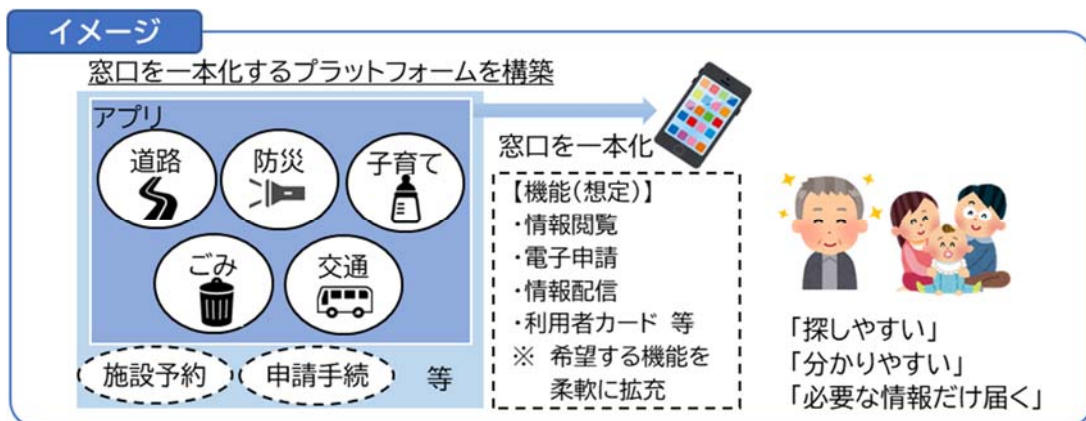 イメージ
窓口を一本化するプラットフォームを構築
アプリ
道路
防災
子育て
ごみ
交通
施設予約
申請手続
等
窓口を一本化
【機能(想定)】
・情報閲覧
・電子申請
・情報配信
・利用者カード 等
※ 希望する機能を
柔軟に拡充
「探しやすい」
「分かりやすい」
「必要な情報だけ届く」